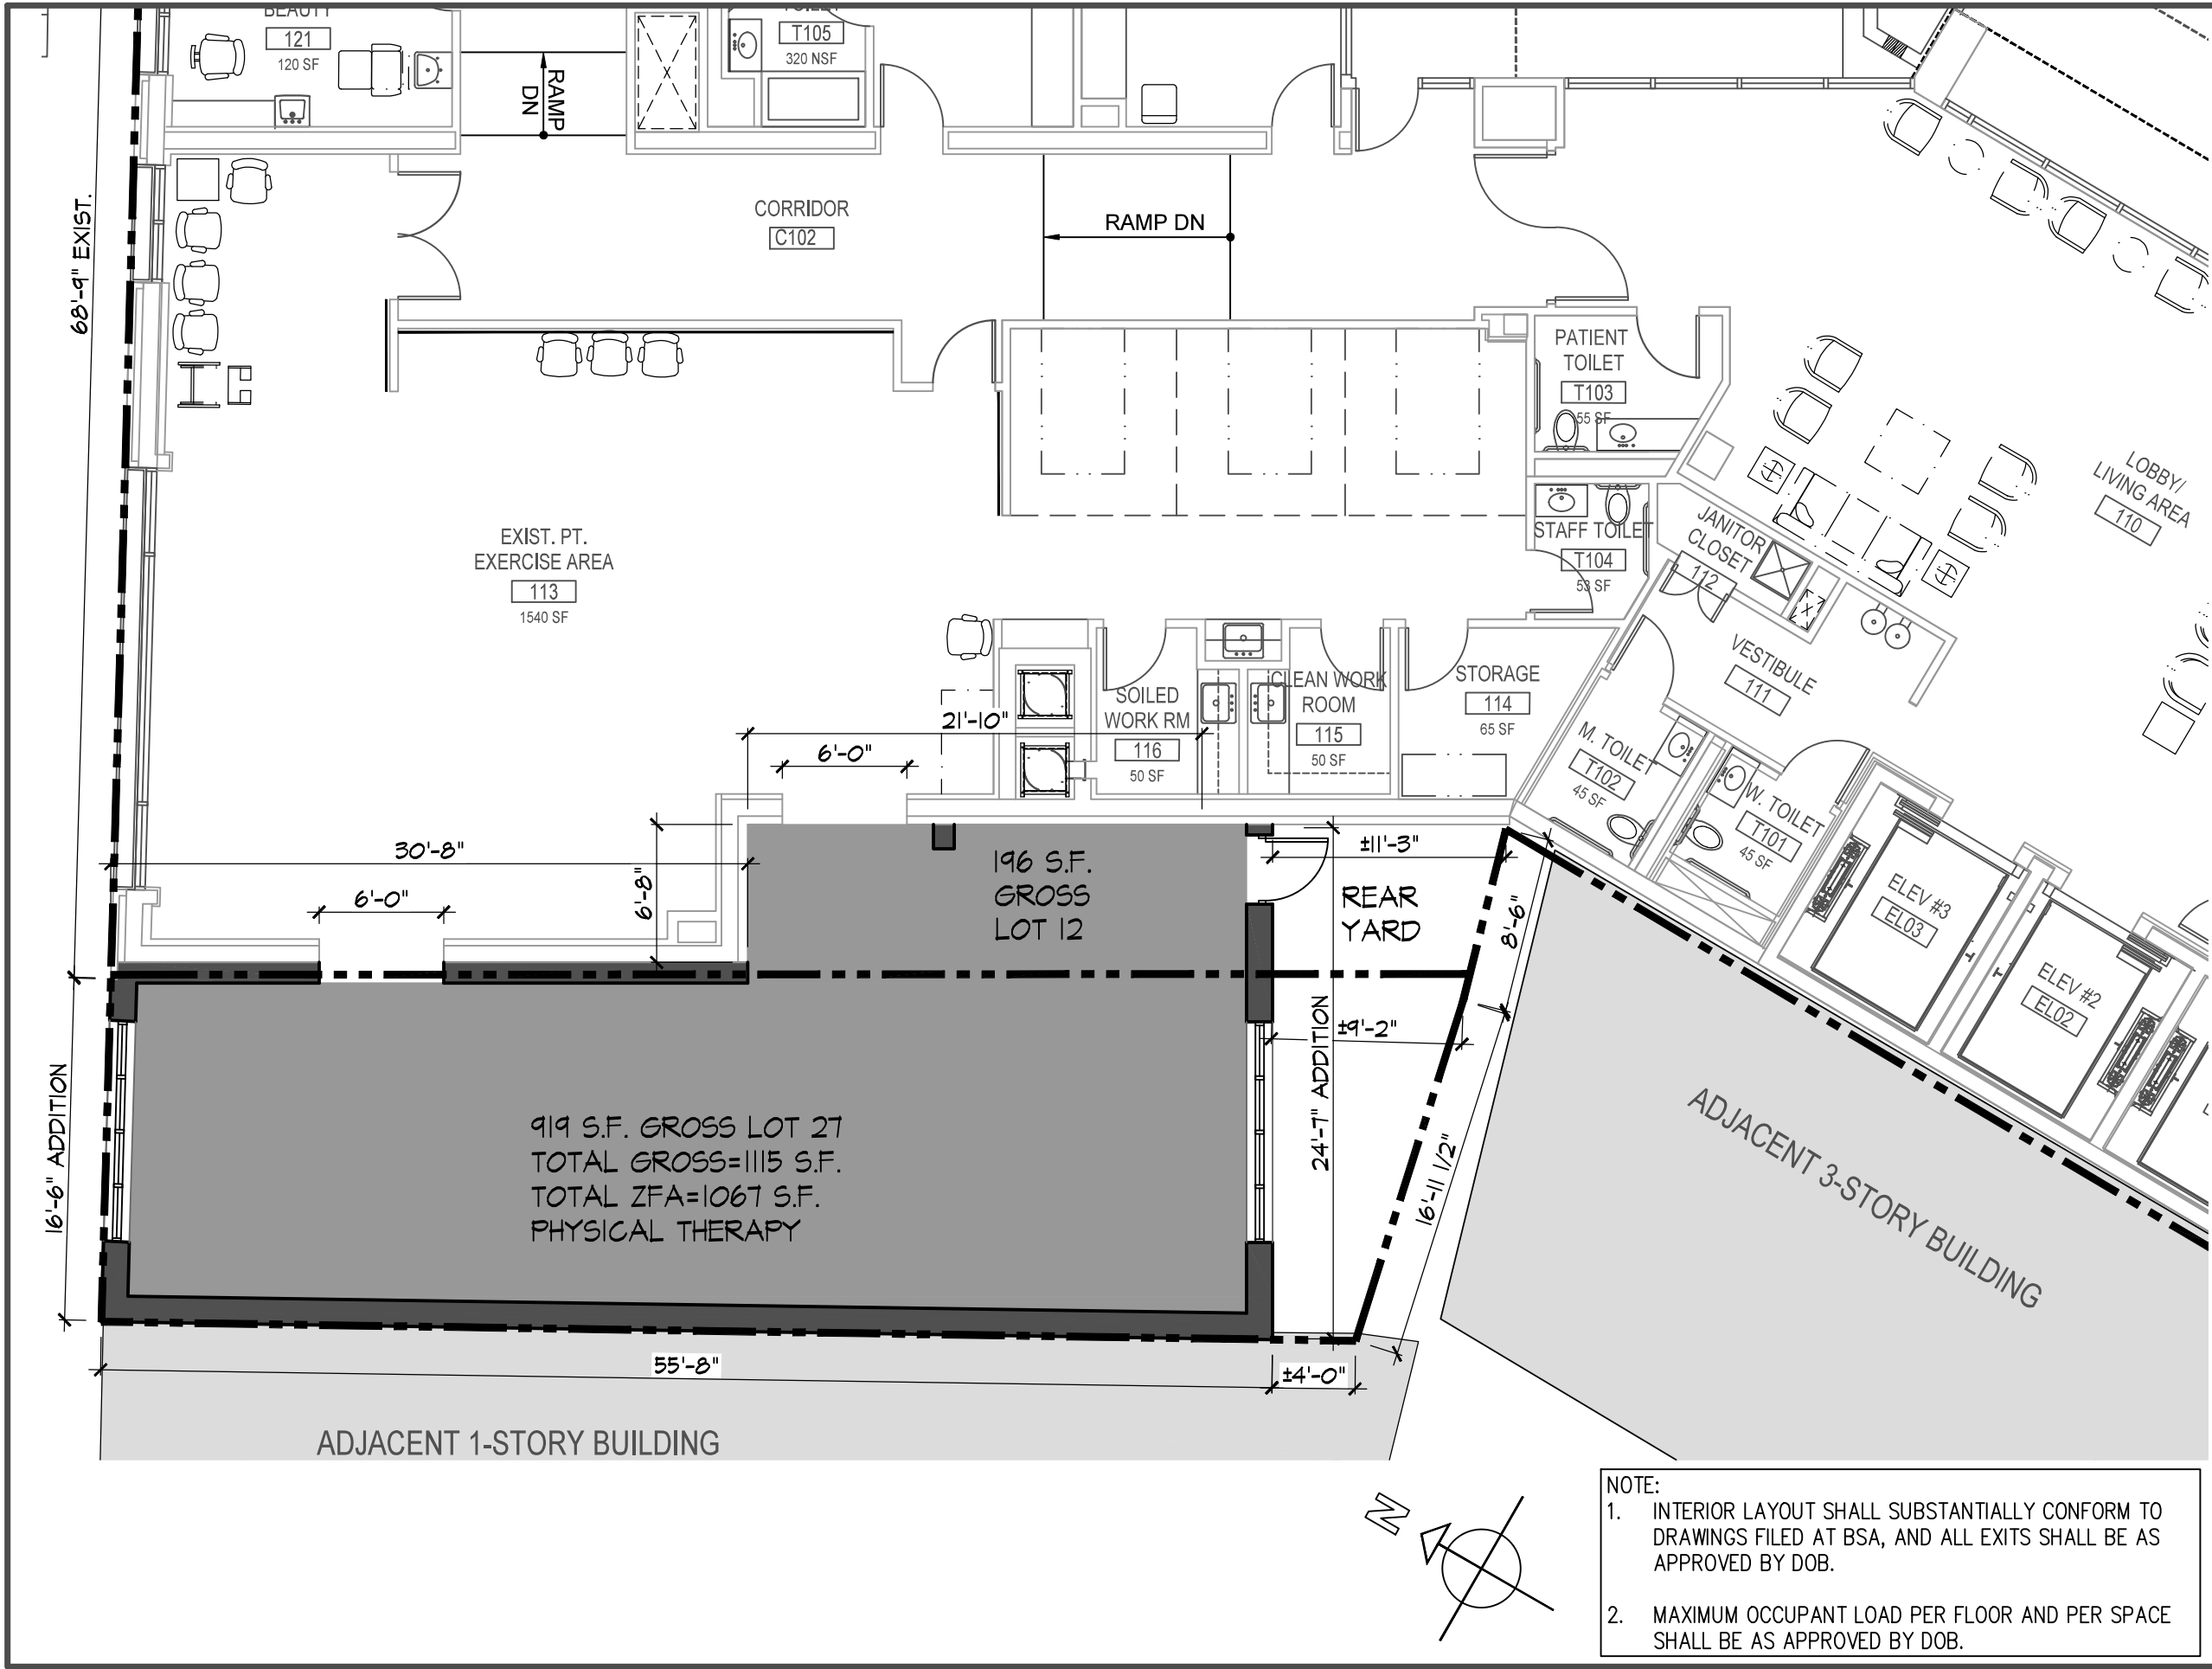 BEAUTY
121
120 SF
RAMP
DN
TOILET
T105
320 NSF
68'-9" EXIST.
CORRIDOR
C102
RAMP DN
PATIENT
TOILET
T103
55 SF
LOBBY/
LIVING AREA
110
EXIST. PT.
EXERCISE AREA
113
1540 SF
STAFF TOILET
T104
53 SF
JANITOR
CLOSET
112
VESTIBULE
111
SOILED
WORK RM
116
50 SF
CLEAN WORK
ROOM
115
50 SF
STORAGE
114
65 SF
M. TOILET
T102
45 SF
W. TOILET
T101
45 SF
ELEV #3
EL03
ELEV #2
EL02
21'-10"
6'-0"
30'-8"
6'-0"
6'-8"
196 S.F.
GROSS
LOT 12
±11'-3"
REAR
YARD
8'-6"
±9'-2"
24'-7" ADDITION
16'-11 1/2"
16'-6" ADDITION
919 S.F. GROSS LOT 27
TOTAL GROSS=1115 S.F.
TOTAL ZFA=1067 S.F.
PHYSICAL THERAPY
ADJACENT 3-STORY BUILDING
55'-8"
±4'-0"
ADJACENT 1-STORY BUILDING
N
NOTE:
1. INTERIOR LAYOUT SHALL SUBSTANTIALLY CONFORM TO
DRAWINGS FILED AT BSA, AND ALL EXITS SHALL BE AS
APPROVED BY DOB.
2. MAXIMUM OCCUPANT LOAD PER FLOOR AND PER SPACE
SHALL BE AS APPROVED BY DOB.